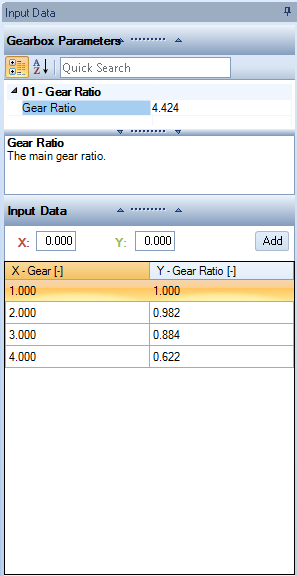 Input Data
Gearbox Parameters
Quick Search
01 - Gear Ratio
Gear Ratio 4.424
Gear Ratio
The main gear ratio.
Input Data
X: 0.000 Y: 0.000 Add
X - Gear [-] Y - Gear Ratio [-]
1.000 1.000
2.000 0.982
3.000 0.884
4.000 0.622